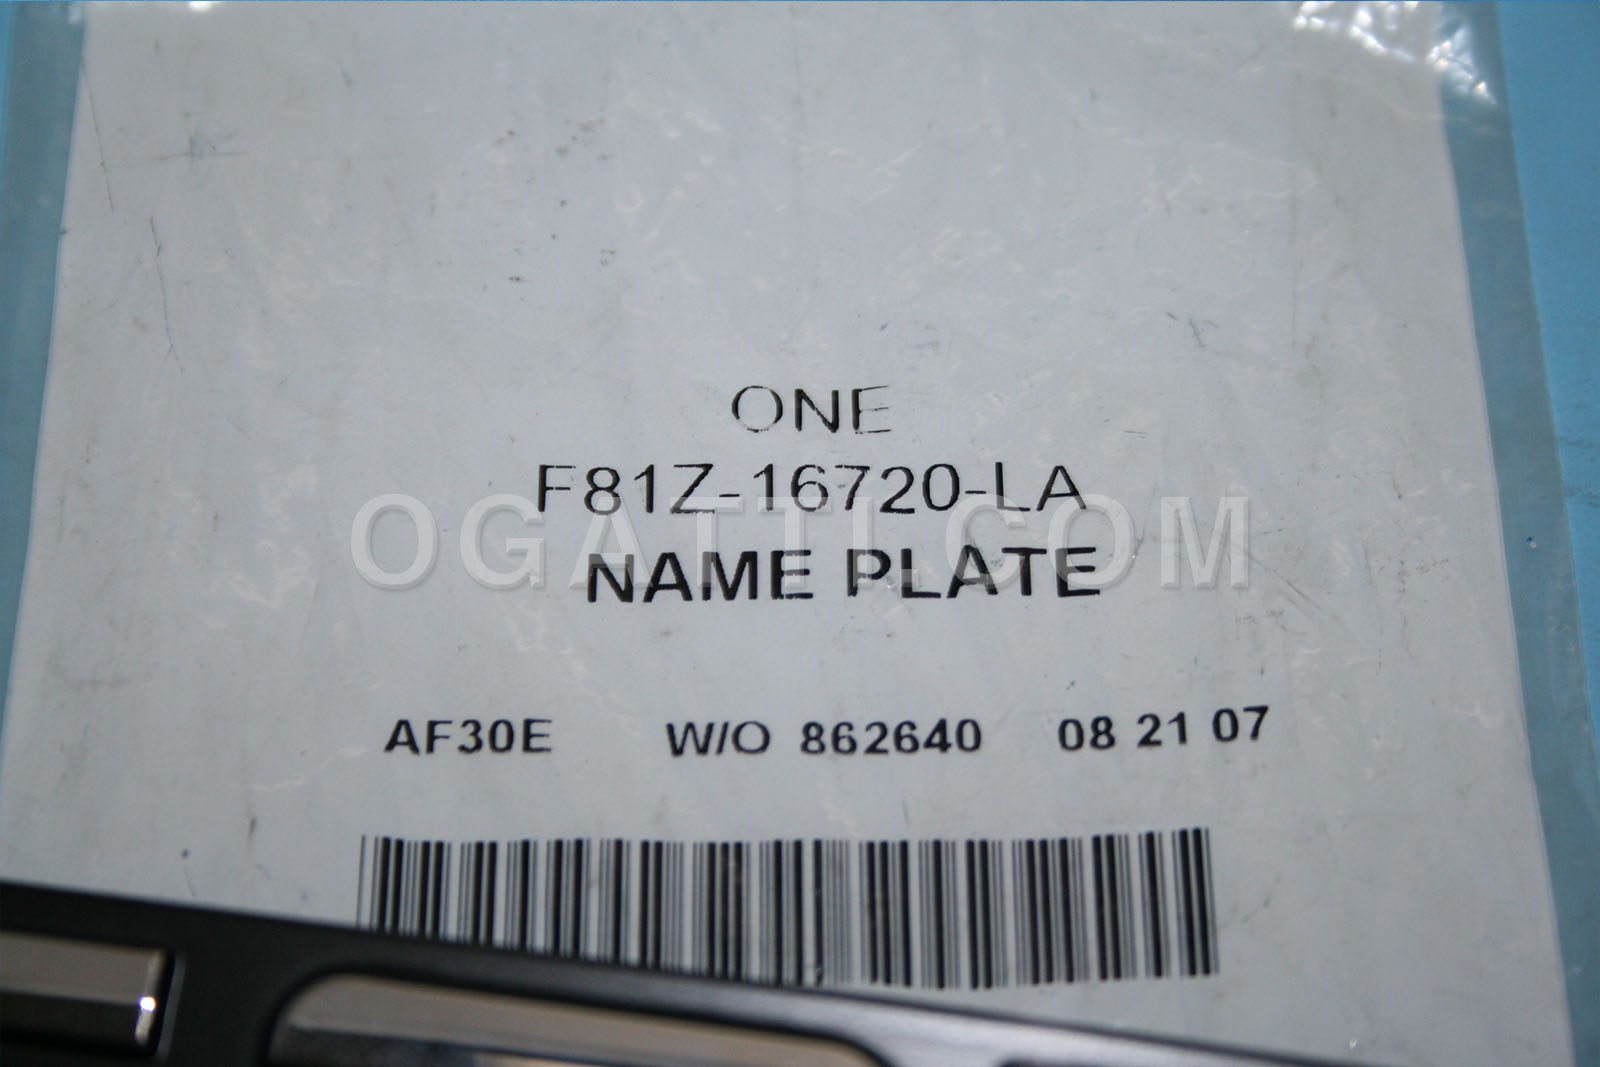 ONE
F81Z-16720-LA
OGATTI.COM
NAME PLATE
AF30E W/O 862640 08 21 07